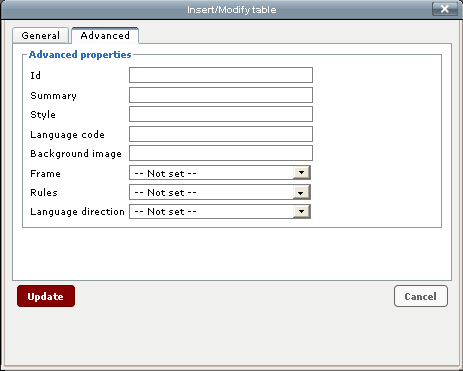 Insert/Modify table
General Advanced
Advanced properties
Id
Summary
Style
Language code
Background image
Frame -- Not set --
Rules -- Not set --
Language direction -- Not set --
Update Cancel